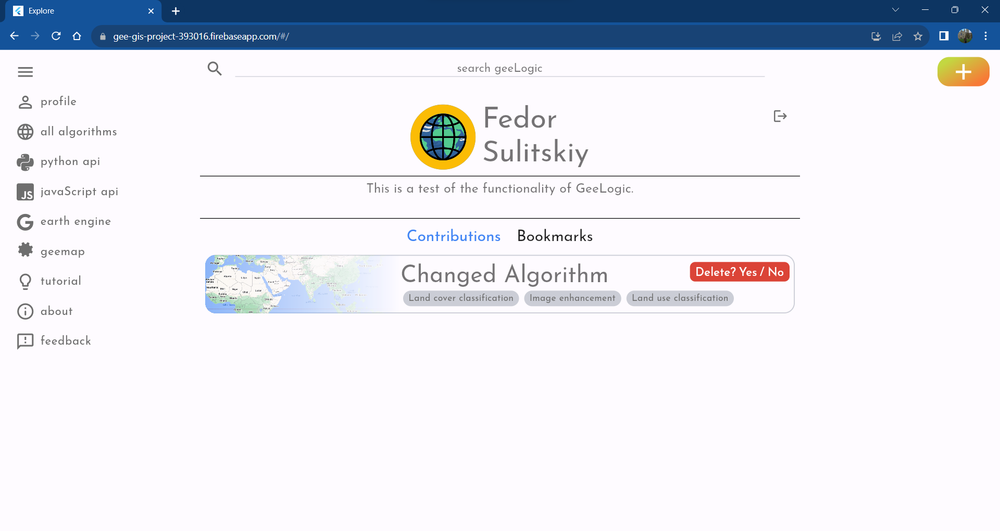 Explore
gee-gis-project-393016.firebaseapp.com/#/
search geeLogic
profile
all algorithms
python api
JS
javaScript api
earth engine
geemap
tutorial
about
feedback
Fedor
Sulitskiy
This is a test of the functionality of GeeLogic.
Contributions Bookmarks
Changed Algorithm
Delete? Yes / No
Land cover classification Image enhancement Land use classification